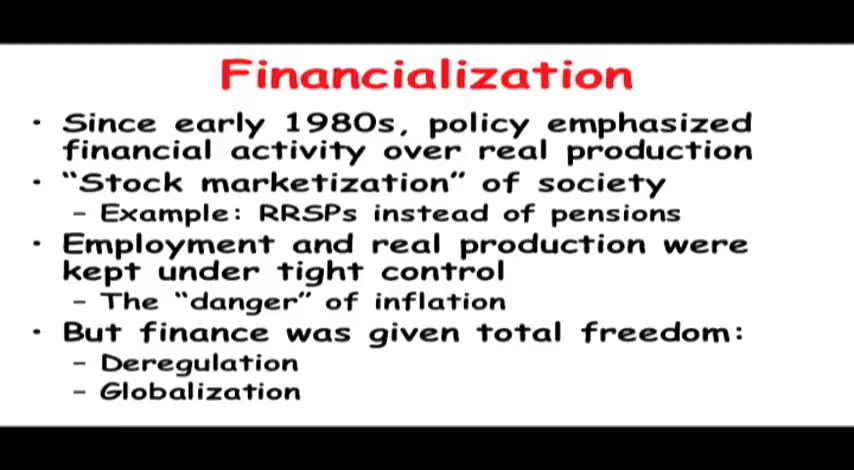 Financialization
• Since early 1980s, policy emphasized
financial activity over real production
• “Stock marketization” of society
– Example: RRSPs instead of pensions
• Employment and real production were
kept under tight control
– The “danger” of inflation
• But finance was given total freedom:
– Deregulation
– Globalization